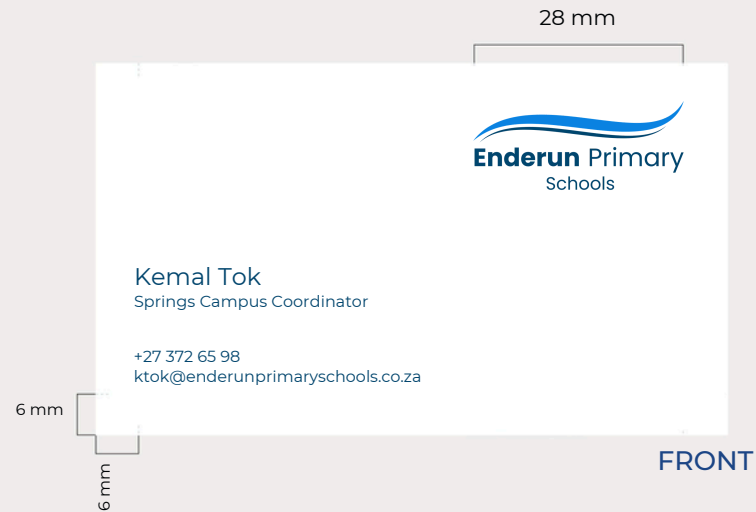 28 mm
Enderun Primary
Schools
Kemal Tok
Springs Campus Coordinator
+27 372 65 98
ktok@enderunprimaryschools.co.za
6 mm
6 mm
FRONT